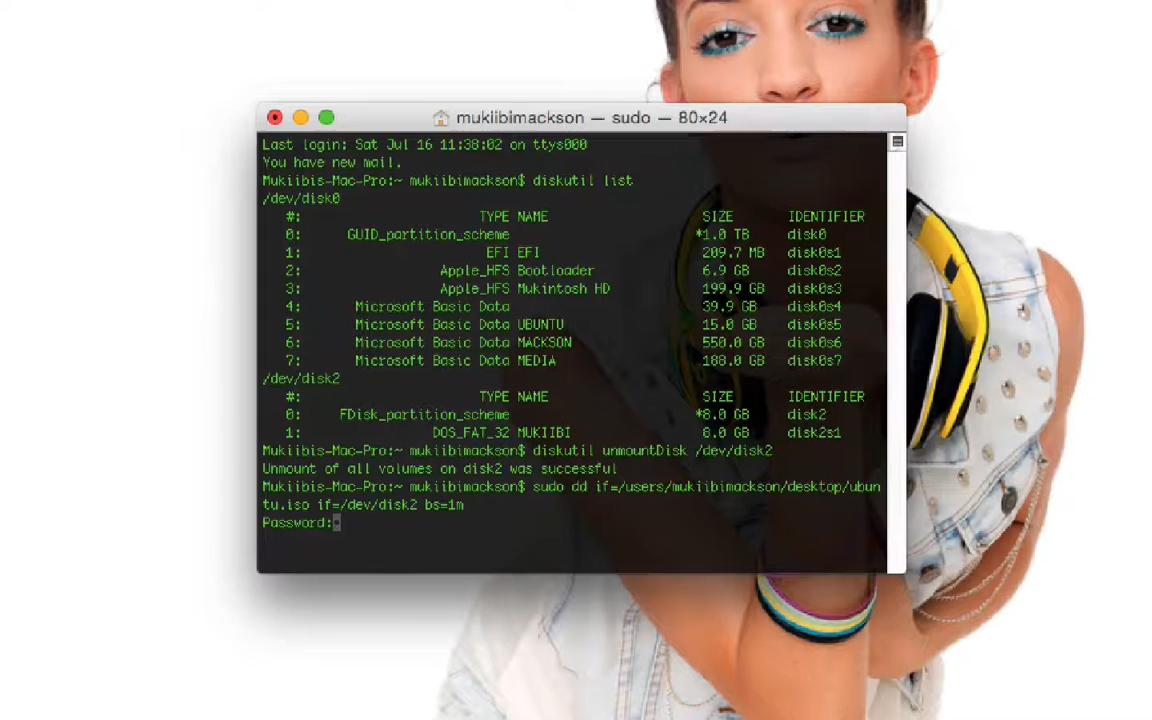 mukiibimackson — sudo — 80×24
Last login: Sat Jul 16 11:38:02 on ttys000
You have new mail.
Mukiibis-Mac-Pro:~ mukiibimackson$ diskutil list
/dev/disk0
#: TYPE NAME SIZE IDENTIFIER
0: GUID_partition_scheme *1.0 TB disk0
1: EFI EFI 209.7 MB disk0s1
2: Apple_HFS Bootloader 6.9 GB disk0s2
3: Apple_HFS Mukintosh HD 199.9 GB disk0s3
4: Microsoft Basic Data 39.9 GB disk0s4
5: Microsoft Basic Data UBUNTU 15.0 GB disk0s5
6: Microsoft Basic Data MACKSON 550.0 GB disk0s6
7: Microsoft Basic Data MEDIA 188.0 GB disk0s7
/dev/disk2
#: TYPE NAME SIZE IDENTIFIER
0: FDisk_partition_scheme *8.0 GB disk2
1: DOS_FAT_32 MUKIIBI 8.0 GB disk2s1
Mukiibis-Mac-Pro:~ mukiibimackson$ diskutil unmountDisk /dev/disk2
Unmount of all volumes on disk2 was successful
Mukiibis-Mac-Pro:~ mukiibimackson$ sudo dd if=/users/mukiibimackson/desktop/ubun
tu.iso if=/dev/disk2 bs=1m
Password: